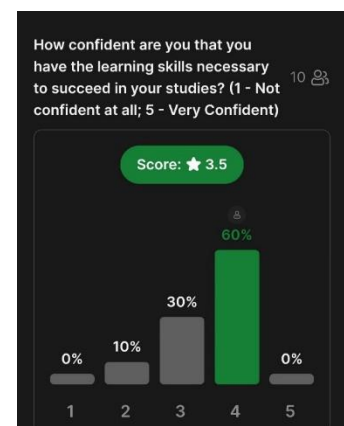 How confident are you that you
have the learning skills necessary
to succeed in your studies? (1 - Not
confident at all; 5 - Very Confident)
10
Score: ★ 3.5
60%
30%
10%
0%
0%
1 2 3 4 5